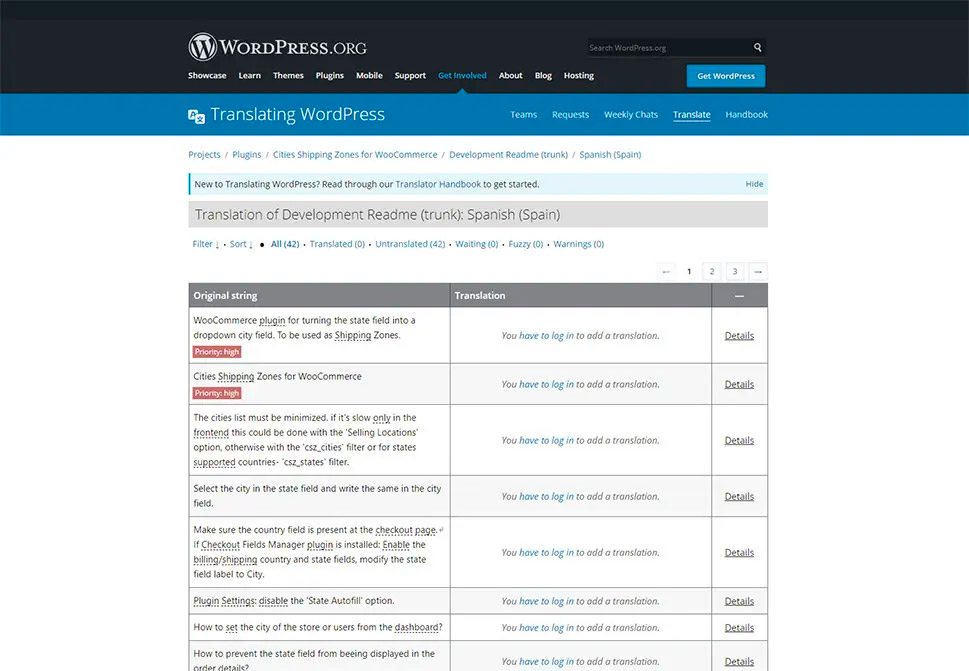 WORDPRESS.ORG
Search WordPress.org
Showcase Learn Themes Plugins Mobile Support Get Involved About Blog Hosting
Get WordPress
Translating WordPress
Teams Requests Weekly Chats Translate Handbook
Projects / Plugins / Cities Shipping Zones for WooCommerce / Development Readme (trunk) / Spanish (Spain)
New to Translating WordPress? Read through our Translator Handbook to get started. Hide
Translation of Development Readme (trunk): Spanish (Spain)
Filter ↓ • Sort ↓ • All (42) • Translated (0) • Untranslated (42) • Waiting (0) • Fuzzy (0) • Warnings (0)
← 1 2 3 →
Original string Translation —
WooCommerce plugin for turning the state field into a
dropdown city field. To be used as Shipping Zones.
Priority: high
You have to log in to add a translation. Details
Cities Shipping Zones for WooCommerce
Priority: high
You have to log in to add a translation. Details
The cities list must be minimized. if it's slow only in the
frontend this could be done with the 'Selling Locations'
option, otherwise with the 'csz_cities' filter or for states
supported countries- 'csz_states' filter.
You have to log in to add a translation. Details
Select the city in the state field and write the same in the city
field.
You have to log in to add a translation. Details
Make sure the country field is present at the checkout page.↵
If Checkout Fields Manager plugin is installed: Enable the
billing/shipping country and state fields, modify the state
field label to City.
You have to log in to add a translation. Details
Plugin Settings: disable the 'State Autofill' option.
You have to log in to add a translation. Details
How to set the city of the store or users from the dashboard?
You have to log in to add a translation. Details
How to prevent the state field from beeing displayed in the
order details?
You have to log in to add a translation. Details